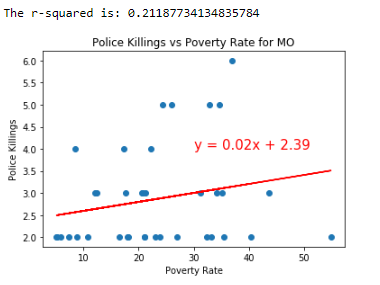 The r-squared is: 0.21187734134835784
Police Killings vs Poverty Rate for MO
6.0
5.5
5.0
4.5
4.0
3.5
3.0
2.5
2.0
Police Killings
y = 0.02x + 2.39
10
20
30
40
50
Poverty Rate